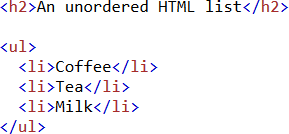 <h2>An unordered HTML list</h2>

<ul>
  <li>Coffee</li>
  <li>Tea</li>
  <li>Milk</li>
</ul>